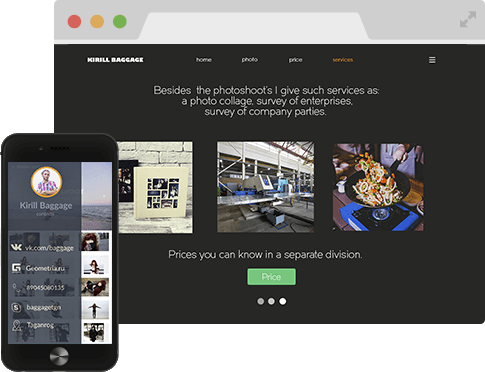 KIRILL BAGGAGE
home photo price services
Besides the photoshoot's I give such services as:
a photo collage, survey of enterprises,
survey of company parties.
Prices you can know in a separate division.
Price
Kirill Baggage
vk.com/baggage
Geometria.ru
89045080135
baggagetgn
Taganrog